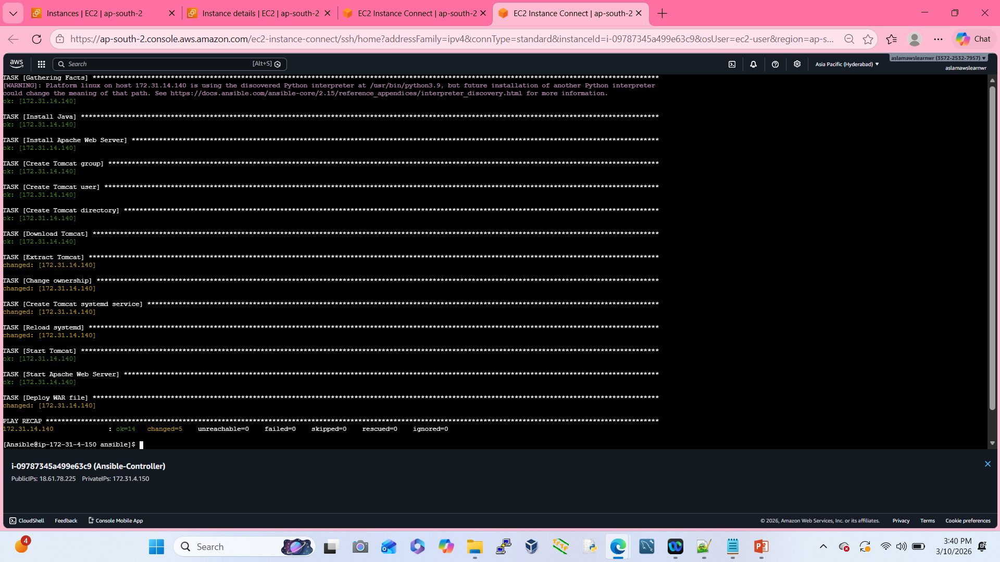 Instances | EC2 | ap-south-2
Instance details | EC2 | ap-south-2
EC2 Instance Connect | ap-south-2
EC2 Instance Connect | ap-south-2
https://ap-south-2.console.aws.amazon.com/ec2-instance-connect/ssh/home?addressFamily=ipv4&connType=standard&instanceId=i-09787345a499e63c9&osUser=ec2-user&region=ap-s...
Chat
aws
Search
[Alt+S]
Asia Pacific (Hyderabad)
aslamawslearnwr (3572-2532-7957)
aslamawslearnwr
TASK [Gathering Facts] ****
[WARNING]: Platform linux on host 172.31.14.140 is using the discovered Python interpreter at /usr/bin/python3.9, but future installation of another Python interpreter
could change the meaning of that path. See https://docs.ansible.com/ansible-core/2.15/reference_appendices/interpreter_discovery.html for more information.
ok: [172.31.14.140]
TASK [Install Java] ****
ok: [172.31.14.140]
TASK [Install Apache Web Server] ****
ok: [172.31.14.140]
TASK [Create Tomcat group] ****
ok: [172.31.14.140]
TASK [Create Tomcat user] ****
ok: [172.31.14.140]
TASK [Create Tomcat directory] ****
ok: [172.31.14.140]
TASK [Download Tomcat] ****
ok: [172.31.14.140]
TASK [Extract Tomcat] ****
changed: [172.31.14.140]
TASK [Change ownership] ****
changed: [172.31.14.140]
TASK [Create Tomcat systemd service] ****
changed: [172.31.14.140]
TASK [Reload systemd] ****
changed: [172.31.14.140]
TASK [Start Tomcat] ****
ok: [172.31.14.140]
TASK [Start Apache Web Server] ****
ok: [172.31.14.140]
TASK [Deploy WAR file] ****
changed: [172.31.14.140]
PLAY RECAP ****
172.31.14.140 : ok=14 changed=5 unreachable=0 failed=0 skipped=0 rescued=0 ignored=0
[Ansible@ip-172-31-4-150 ansible]$
i-09787345a499e63c9 (Ansible-Controller)
PublicIPs: 18.61.78.225 PrivateIPs: 172.31.4.150
CloudShell Feedback Console Mobile App
© 2026, Amazon Web Services, Inc. or its affiliates. Privacy Terms Cookie preferences
4
Search
TFTP
3:40 PM
3/10/2026